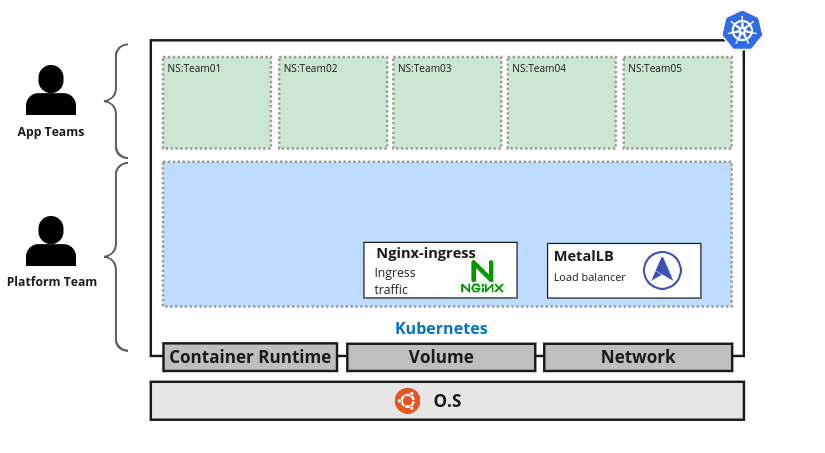 NS:Team01
NS:Team02
NS:Team03
NS:Team04
NS:Team05
App Teams
Platform Team
Nginx-ingress
Ingress
traffic
NGiNX
MetalLB
Load balancer
Kubernetes
Container Runtime
Volume
Network
O.S